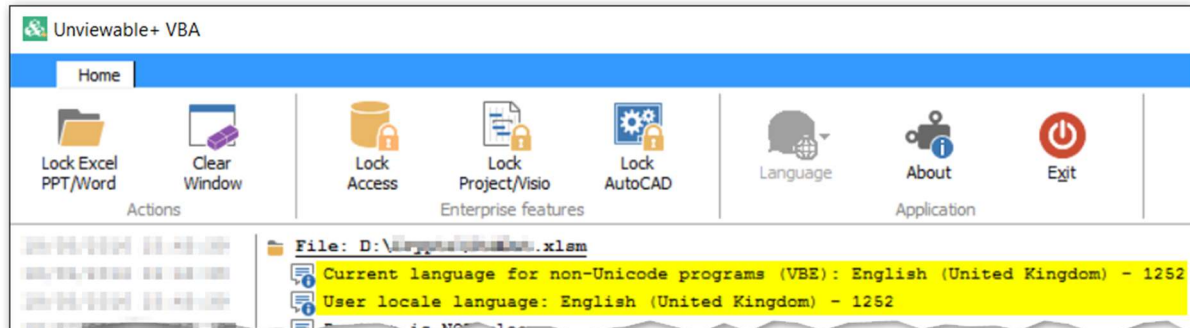 Unviewable+ VBA
Home
Lock Excel
PPT/Word
Clear
Window
Lock
Access
Lock
Project/Visio
Lock
AutoCAD
Language
About
Exit
Actions
Enterprise features
Application
File: D:\ .xlsm
Current language for non-Unicode programs (VBE): English (United Kingdom) - 1252
User locale language: English (United Kingdom) - 1252